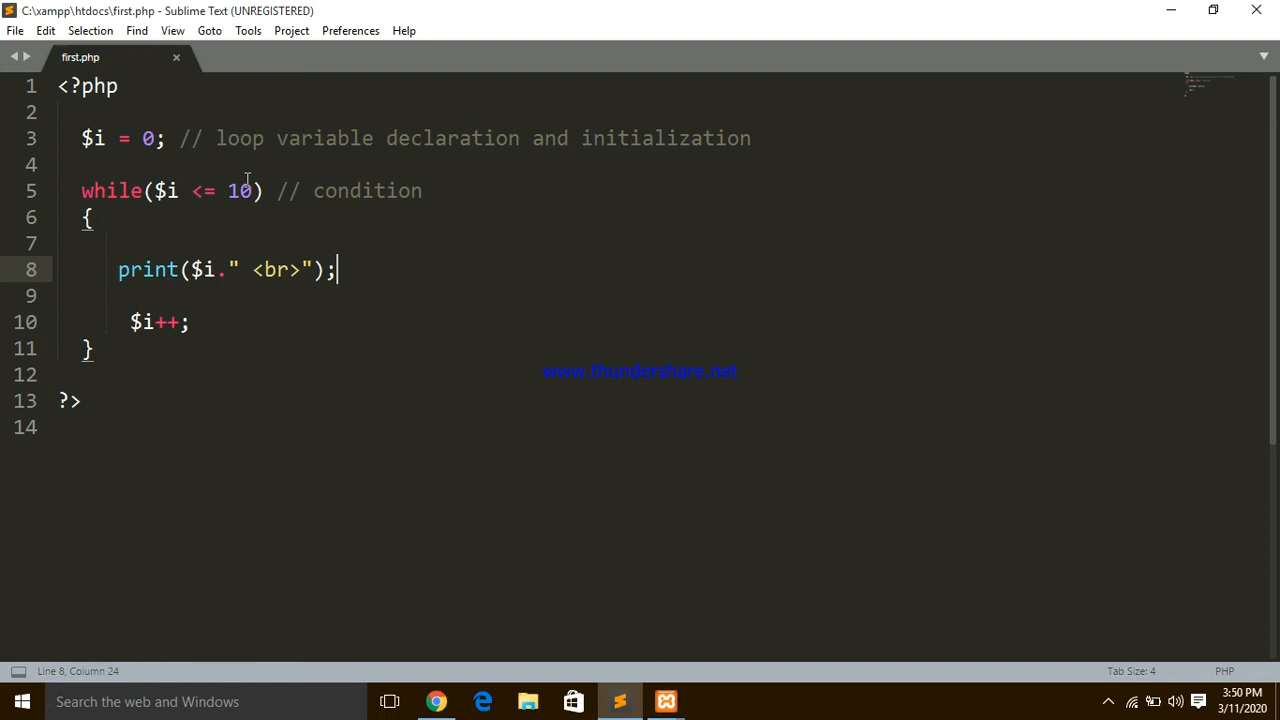 C:\xampp\htdocs\first.php - Sublime Text (UNREGISTERED)
File Edit Selection Find View Goto Tools Project Preferences Help
first.php
1 <?php
2
3 $i = 0; // loop variable declaration and initialization
4
5 while($i <= 10) // condition
6 {
7
8 print($i." <br>");
9
10 $i++;
11 }
www.thundershare.net
12
13 ?>
14
Line 8, Column 24 Tab Size: 4 PHP
Search the web and Windows
3:50 PM
3/11/2020